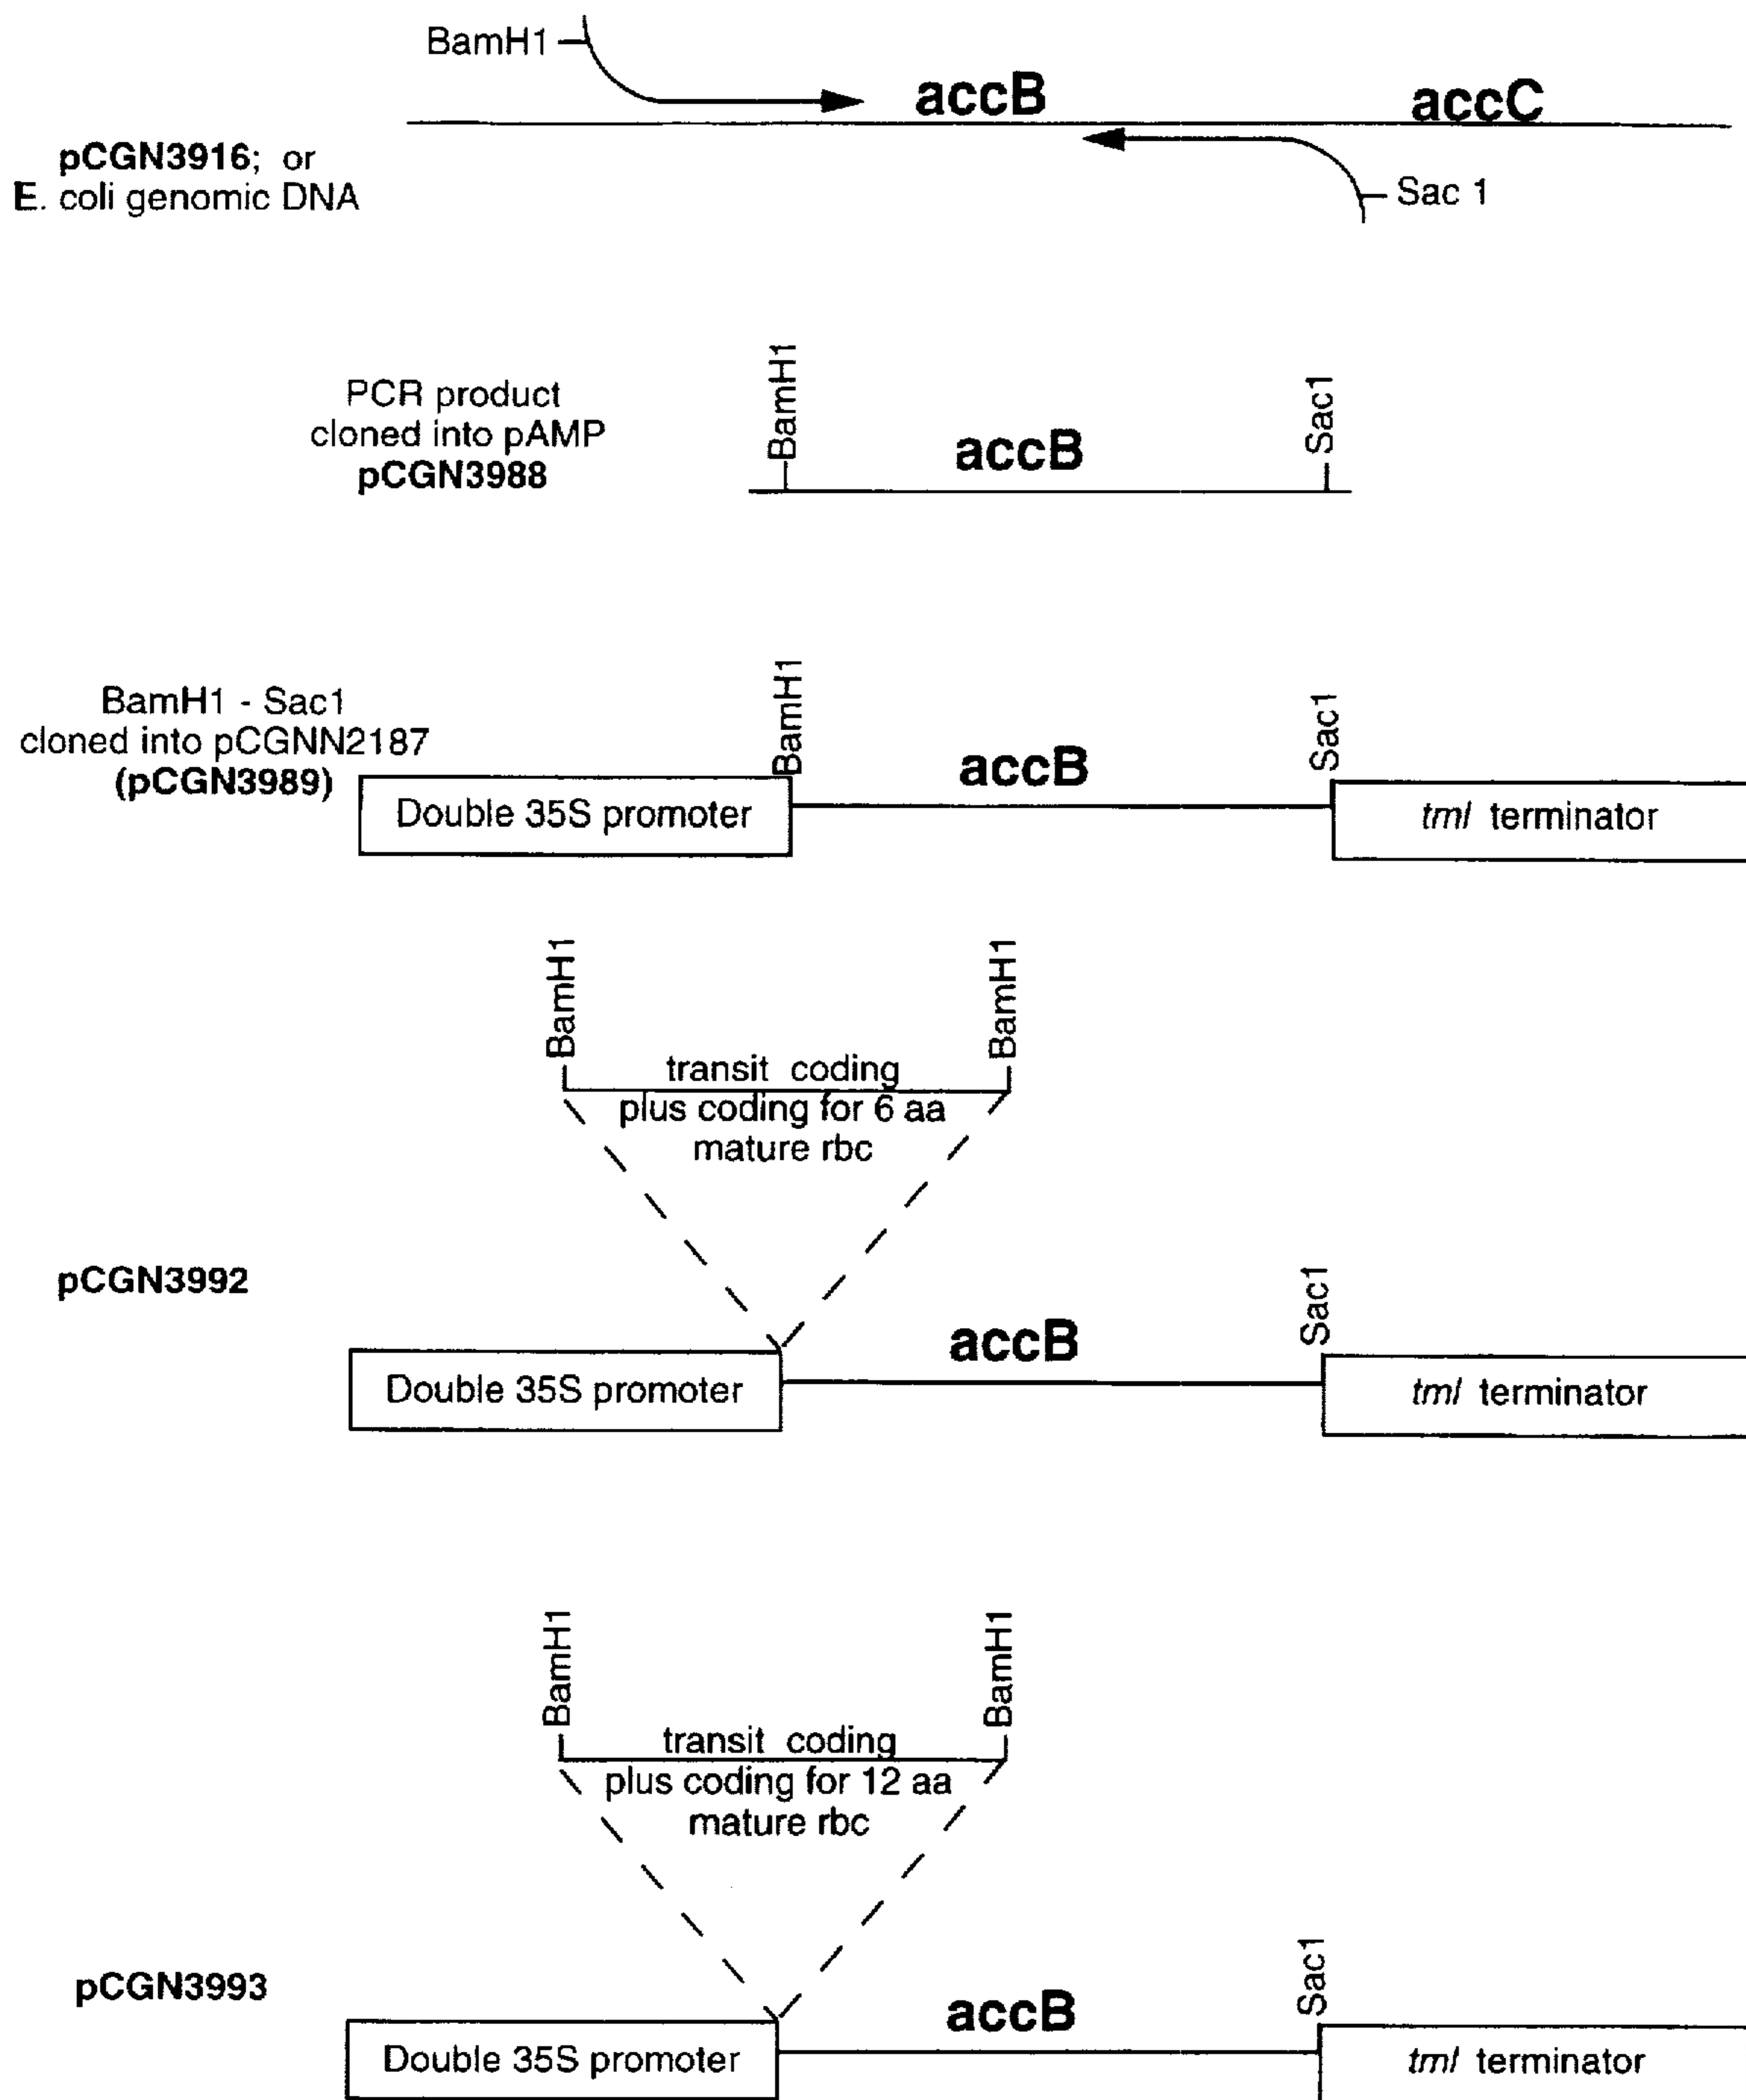 BamH1
accB
accC
pCGN3916; or
E. coli genomic DNA
Sac 1
PCR product
cloned into pAMP
pCGN3988
BamH1
accB
Sac1
BamH1 - Sac1
cloned into pCGNN2187
(pCGN3989)
BamH1
accB
Sac1
Double 35S promoter
tml terminator
BamH1
BamH1
transit coding
plus coding for 6 aa
mature rbc
pCGN3992
accB
Sac1
Double 35S promoter
tml terminator
BamH1
BamH1
transit coding
plus coding for 12 aa
mature rbc
pCGN3993
accB
Sac1
Double 35S promoter
tml terminator